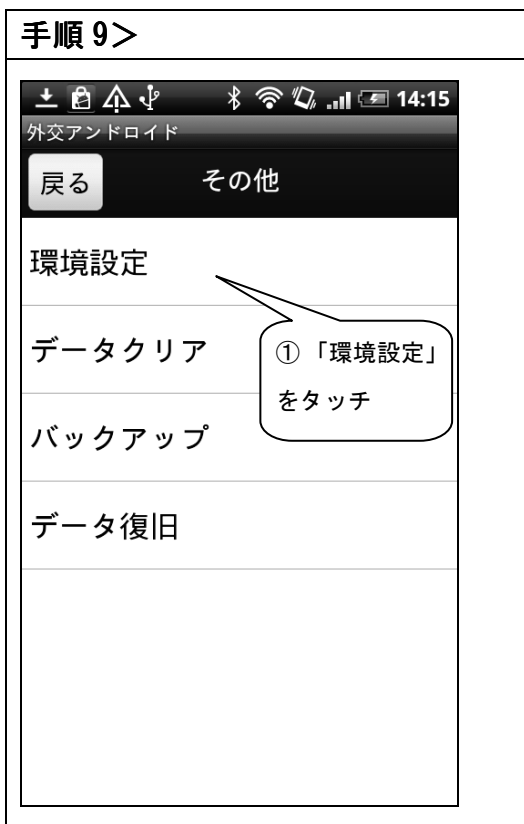 手順 9＞
14:15
外交アンドロイド
戻る その他
環境設定
データクリア
①「環境設定」
をタッチ
バックアップ
データ復旧